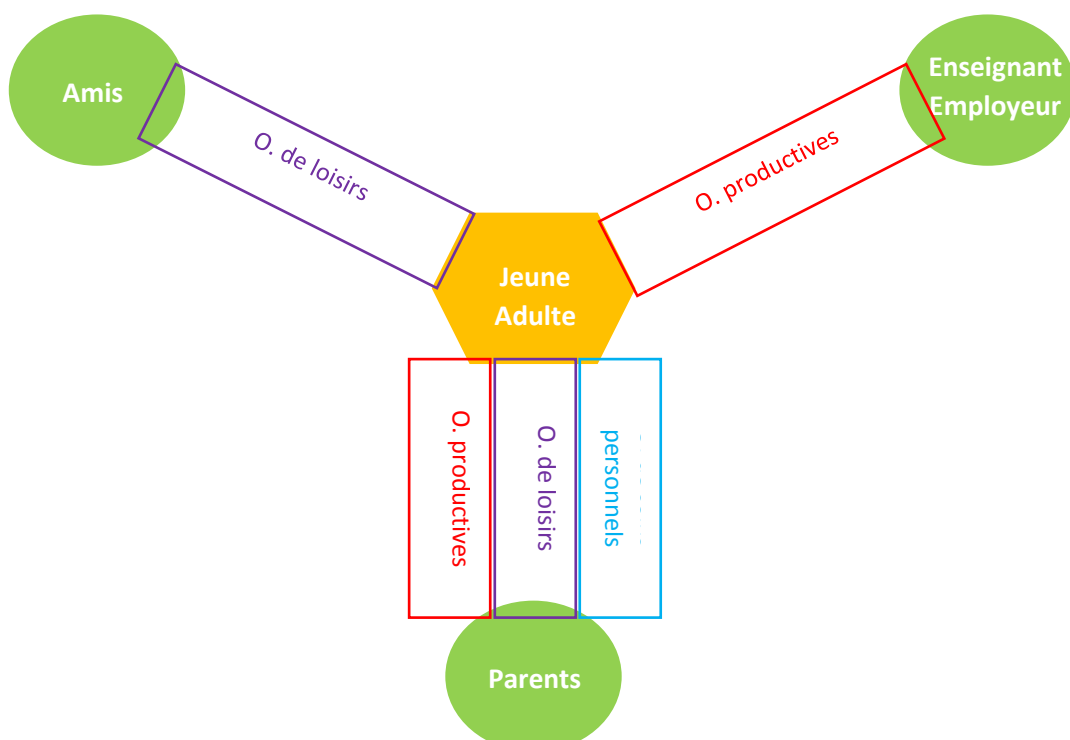 Amis
Enseignant
Employeur
O. de loisirs
O. productives
Jeune
Adulte
O. productives
O. de loisirs
personnels
Parents